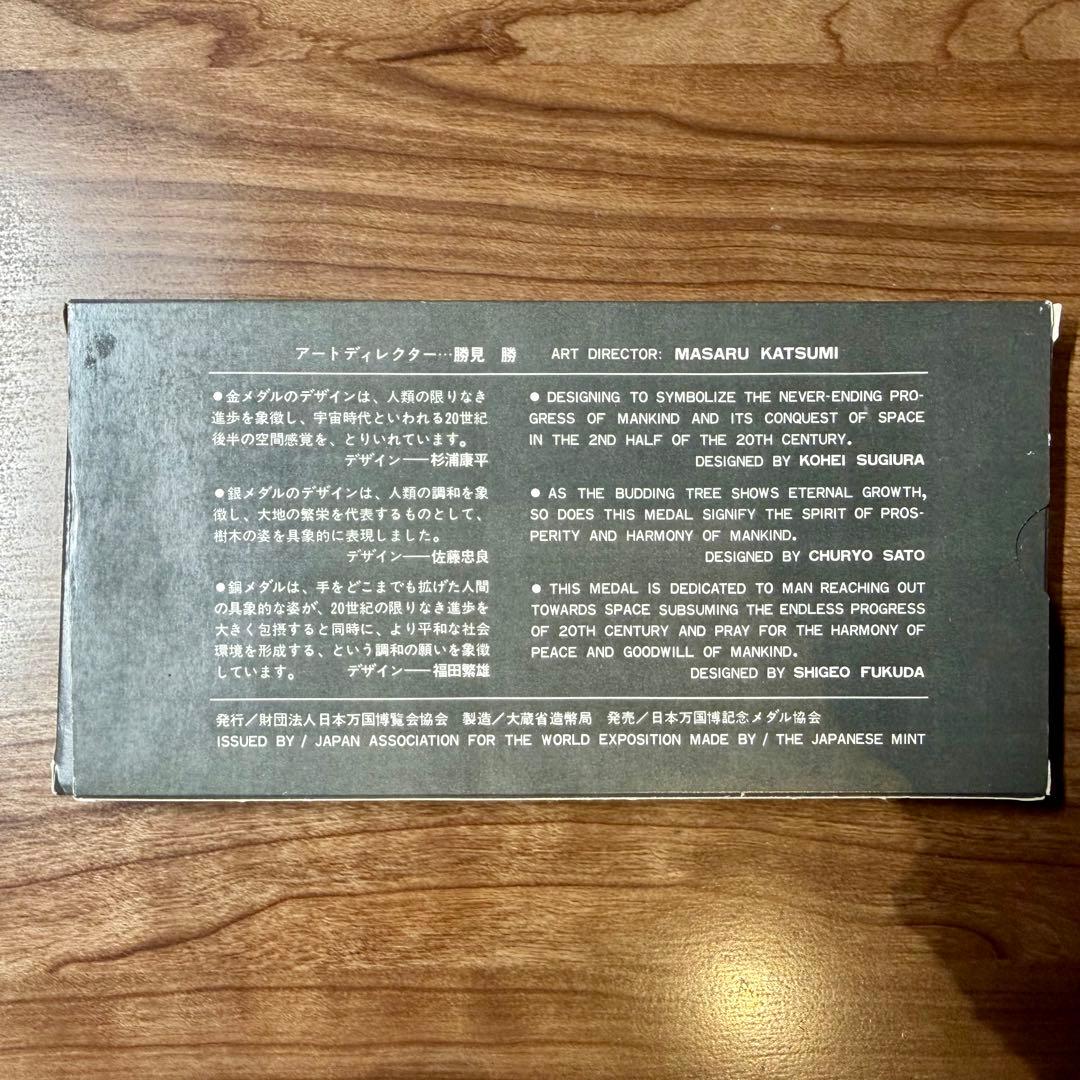 アートディレクター…勝見 勝 ART DIRECTOR: MASARU KATSUMI
●金メダルのデザインは、人類の限りなき
進歩を象徴し、宇宙時代といわれる20世紀
後半の空間感覚を、とりいれています。
デザイン──杉浦康平
●銀メダルのデザインは、人類の調和を象
徴し、大地の繁栄を代表するものとして、
樹木の姿を具象的に表現しました。
デザイン──佐藤忠良
●銅メダルは、手をどこまでも拡げた人間
の具象的な姿が、20世紀の限りなき進歩を
大きく包摂すると同時に、より平和な社会
環境を形成する、という調和の願いを象徴
しています。 デザイン──福田繁雄
● DESIGNING TO SYMBOLIZE THE NEVER-ENDING PRO-
GRESS OF MANKIND AND ITS CONQUEST OF SPACE
IN THE 2ND HALF OF THE 20TH CENTURY.
DESIGNED BY KOHEI SUGIURA
● AS THE BUDDING TREE SHOWS ETERNAL GROWTH,
SO DOES THIS MEDAL SIGNIFY THE SPIRIT OF PROS-
PERITY AND HARMONY OF MANKIND.
DESIGNED BY CHURYO SATO
● THIS MEDAL IS DEDICATED TO MAN REACHING OUT
TOWARDS SPACE SUBSUMING THE ENDLESS PROGRESS
OF 20TH CENTURY AND PRAY FOR THE HARMONY OF
PEACE AND GOODWILL OF MANKIND.
DESIGNED BY SHIGEO FUKUDA
発行／財団法人日本万国博覧会協会 製造／大蔵省造幣局 発売／日本万国博記念メダル協会
ISSUED BY / JAPAN ASSOCIATION FOR THE WORLD EXPOSITION MADE BY / THE JAPANESE MINT